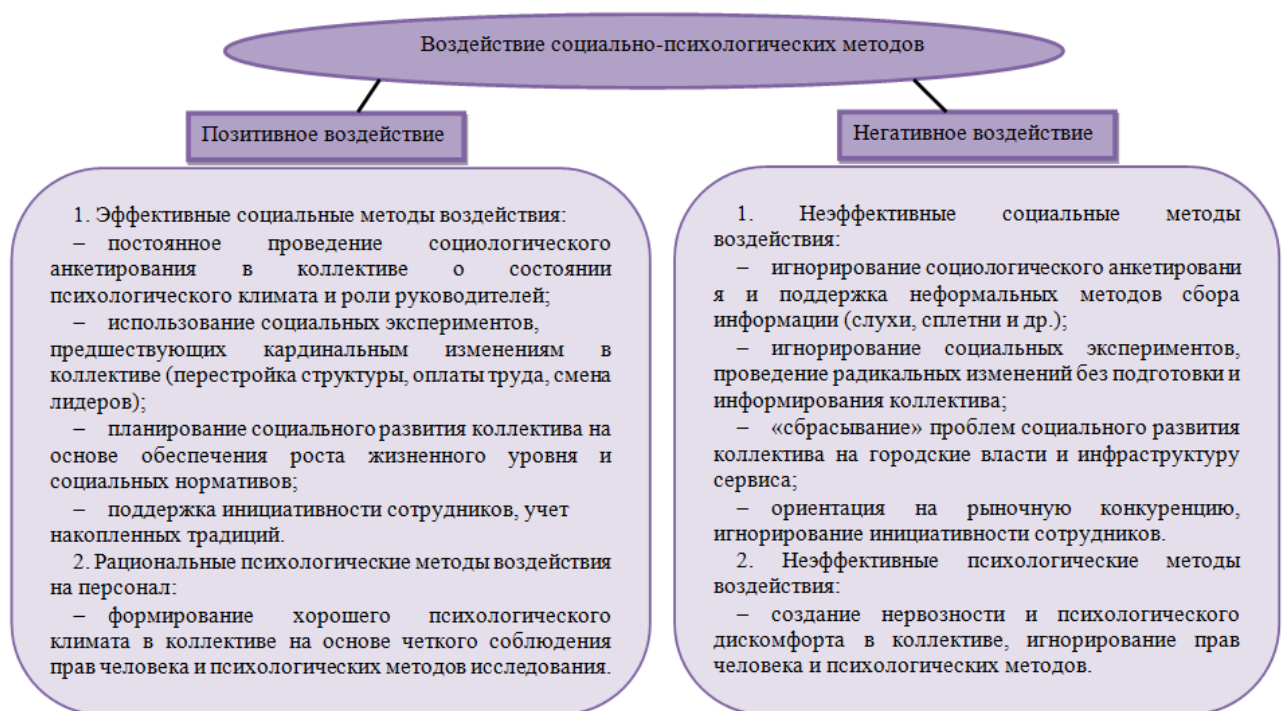 Воздействие социально-психологических методов
Позитивное воздействие
Негативное воздействие
1. Эффективные социальные методы воздействия:
– постоянное проведение социологического
анкетирования в коллективе о состоянии
психологического климата и роли руководителей;
– использование социальных экспериментов,
предшествующих кардинальным изменениям в
коллективе (перестройка структуры, оплаты труда, смена
лидеров);
– планирование социального развития коллектива на
основе обеспечения роста жизненного уровня и
социальных нормативов;
– поддержка инициативности сотрудников, учет
накопленных традиций.
2. Рациональные психологические методы воздействия
на персонал:
– формирование хорошего психологического
климата в коллективе на основе четкого соблюдения
прав человека и психологических методов исследования.
1. Неэффективные социальные методы
воздействия:
– игнорирование социологического анкетировани
я и поддержка неформальных методов сбора
информации (слухи, сплетни и др.);
– игнорирование социальных экспериментов,
проведение радикальных изменений без подготовки и
информирования коллектива;
– «сбрасывание» проблем социального развития
коллектива на городские власти и инфраструктуру
сервиса;
– ориентация на рыночную конкуренцию,
игнорирование инициативности сотрудников.
2. Неэффективные психологические методы
воздействия:
– создание нервозности и психологического
дискомфорта в коллективе, игнорирование прав
человека и психологических методов.